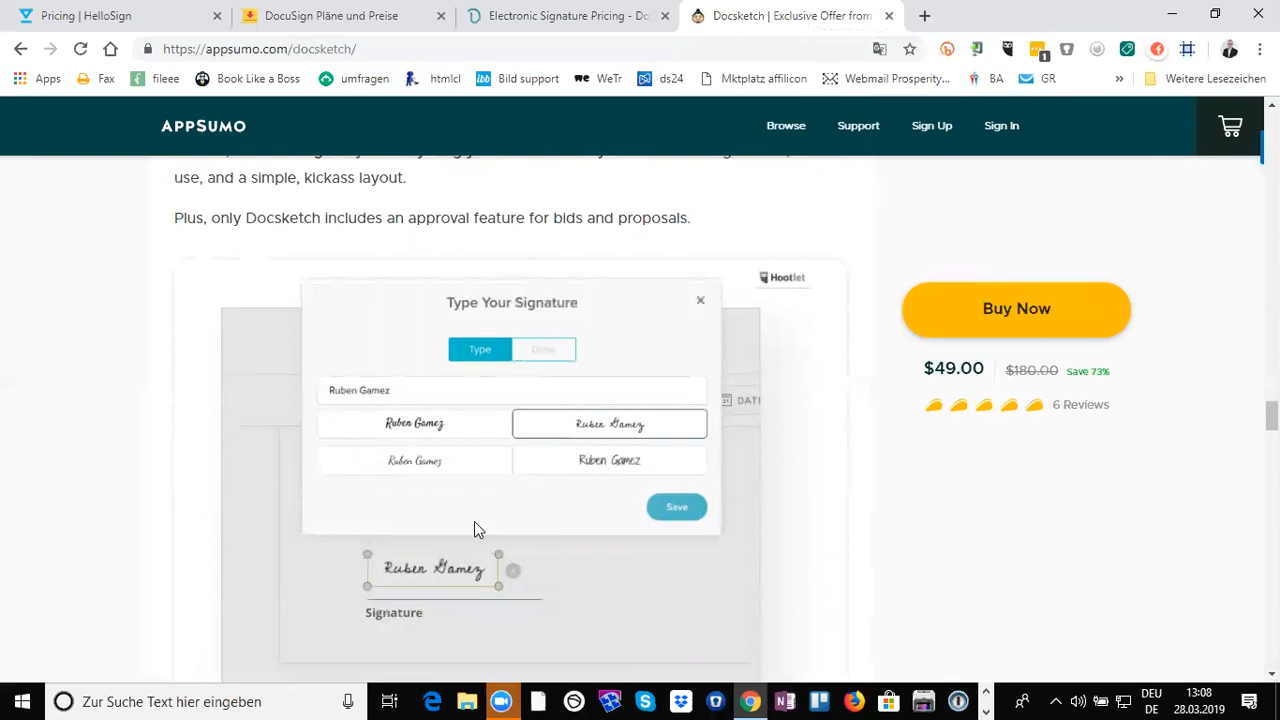 Pricing | HelloSign
DocuSign Pläne und Preise
Electronic Signature Pricing - Do
Docsketch | Exclusive Offer from
https://appsumo.com/docsketch/
1
Apps
Fax
fileee
Book Like a Boss
umfragen
htmlcl
Bild support
WeTr
ds24
Mktplatz affilicon
Webmail Prosperity...
BA
GR
Weitere Lesezeichen
APPSUMO
Browse
Support
Sign Up
Sign In
use, and a simple, kickass layout.
Plus, only Docsketch includes an approval feature for bids and proposals.
Hootlet
Type Your Signature
Type
Draw
Ruben Gamez
Ruben Gamez
Ruben Gamez
Ruben Gamez
Ruben Gamez
Save
DATE
Ruben Gamez
Signature
Buy Now
$49.00
$180.00
Save 73%
6 Reviews
Zur Suche Text hier eingeben
DEU
DE
13:08
28.03.2019